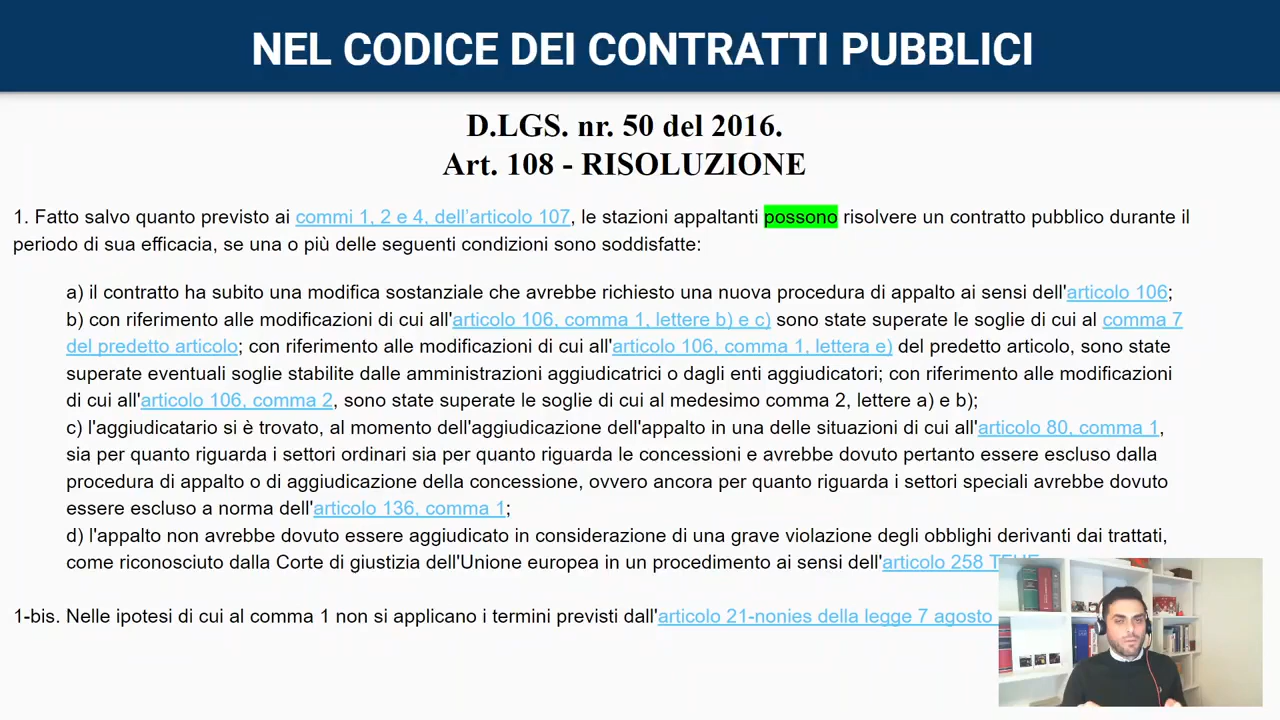 NEL CODICE DEI CONTRATTI PUBBLICI
D.LGS. nr. 50 del 2016.
Art. 108 - RISOLUZIONE
1. Fatto salvo quanto previsto ai commi 1, 2 e 4, dell'articolo 107, le stazioni appaltanti possono risolvere un contratto pubblico durante il
periodo di sua efficacia, se una o più delle seguenti condizioni sono soddisfatte:
a) il contratto ha subito una modifica sostanziale che avrebbe richiesto una nuova procedura di appalto ai sensi dell'articolo 106;
b) con riferimento alle modificazioni di cui all'articolo 106, comma 1, lettere b) e c) sono state superate le soglie di cui al comma 7
del predetto articolo; con riferimento alle modificazioni di cui all'articolo 106, comma 1, lettera e) del predetto articolo, sono state
superate eventuali soglie stabilite dalle amministrazioni aggiudicatrici o dagli enti aggiudicatori; con riferimento alle modificazioni
di cui all'articolo 106, comma 2, sono state superate le soglie di cui al medesimo comma 2, lettere a) e b);
c) l'aggiudicatario si è trovato, al momento dell'aggiudicazione dell'appalto in una delle situazioni di cui all'articolo 80, comma 1,
sia per quanto riguarda i settori ordinari sia per quanto riguarda le concessioni e avrebbe dovuto pertanto essere escluso dalla
procedura di appalto o di aggiudicazione della concessione, ovvero ancora per quanto riguarda i settori speciali avrebbe dovuto
essere escluso a norma dell'articolo 136, comma 1;
d) l'appalto non avrebbe dovuto essere aggiudicato in considerazione di una grave violazione degli obblighi derivanti dai trattati,
come riconosciuto dalla Corte di giustizia dell'Unione europea in un procedimento ai sensi dell'articolo 258
1-bis. Nelle ipotesi di cui al comma 1 non si applicano i termini previsti dall'articolo 21-nonies della legge 7 agosto